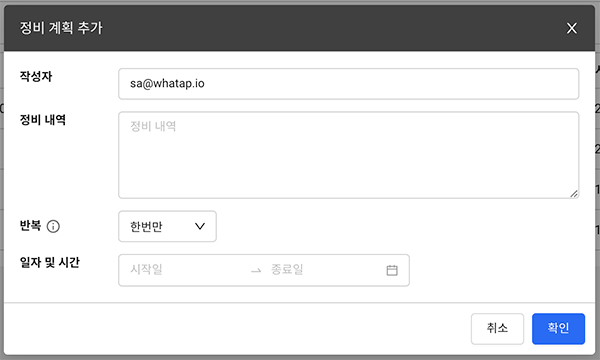 정비 계획 추가
작성자
sa@whatap.io
정비 내역
정비 내역
반복
한번만
일자 및 시간
시작일
종료일
취소
확인